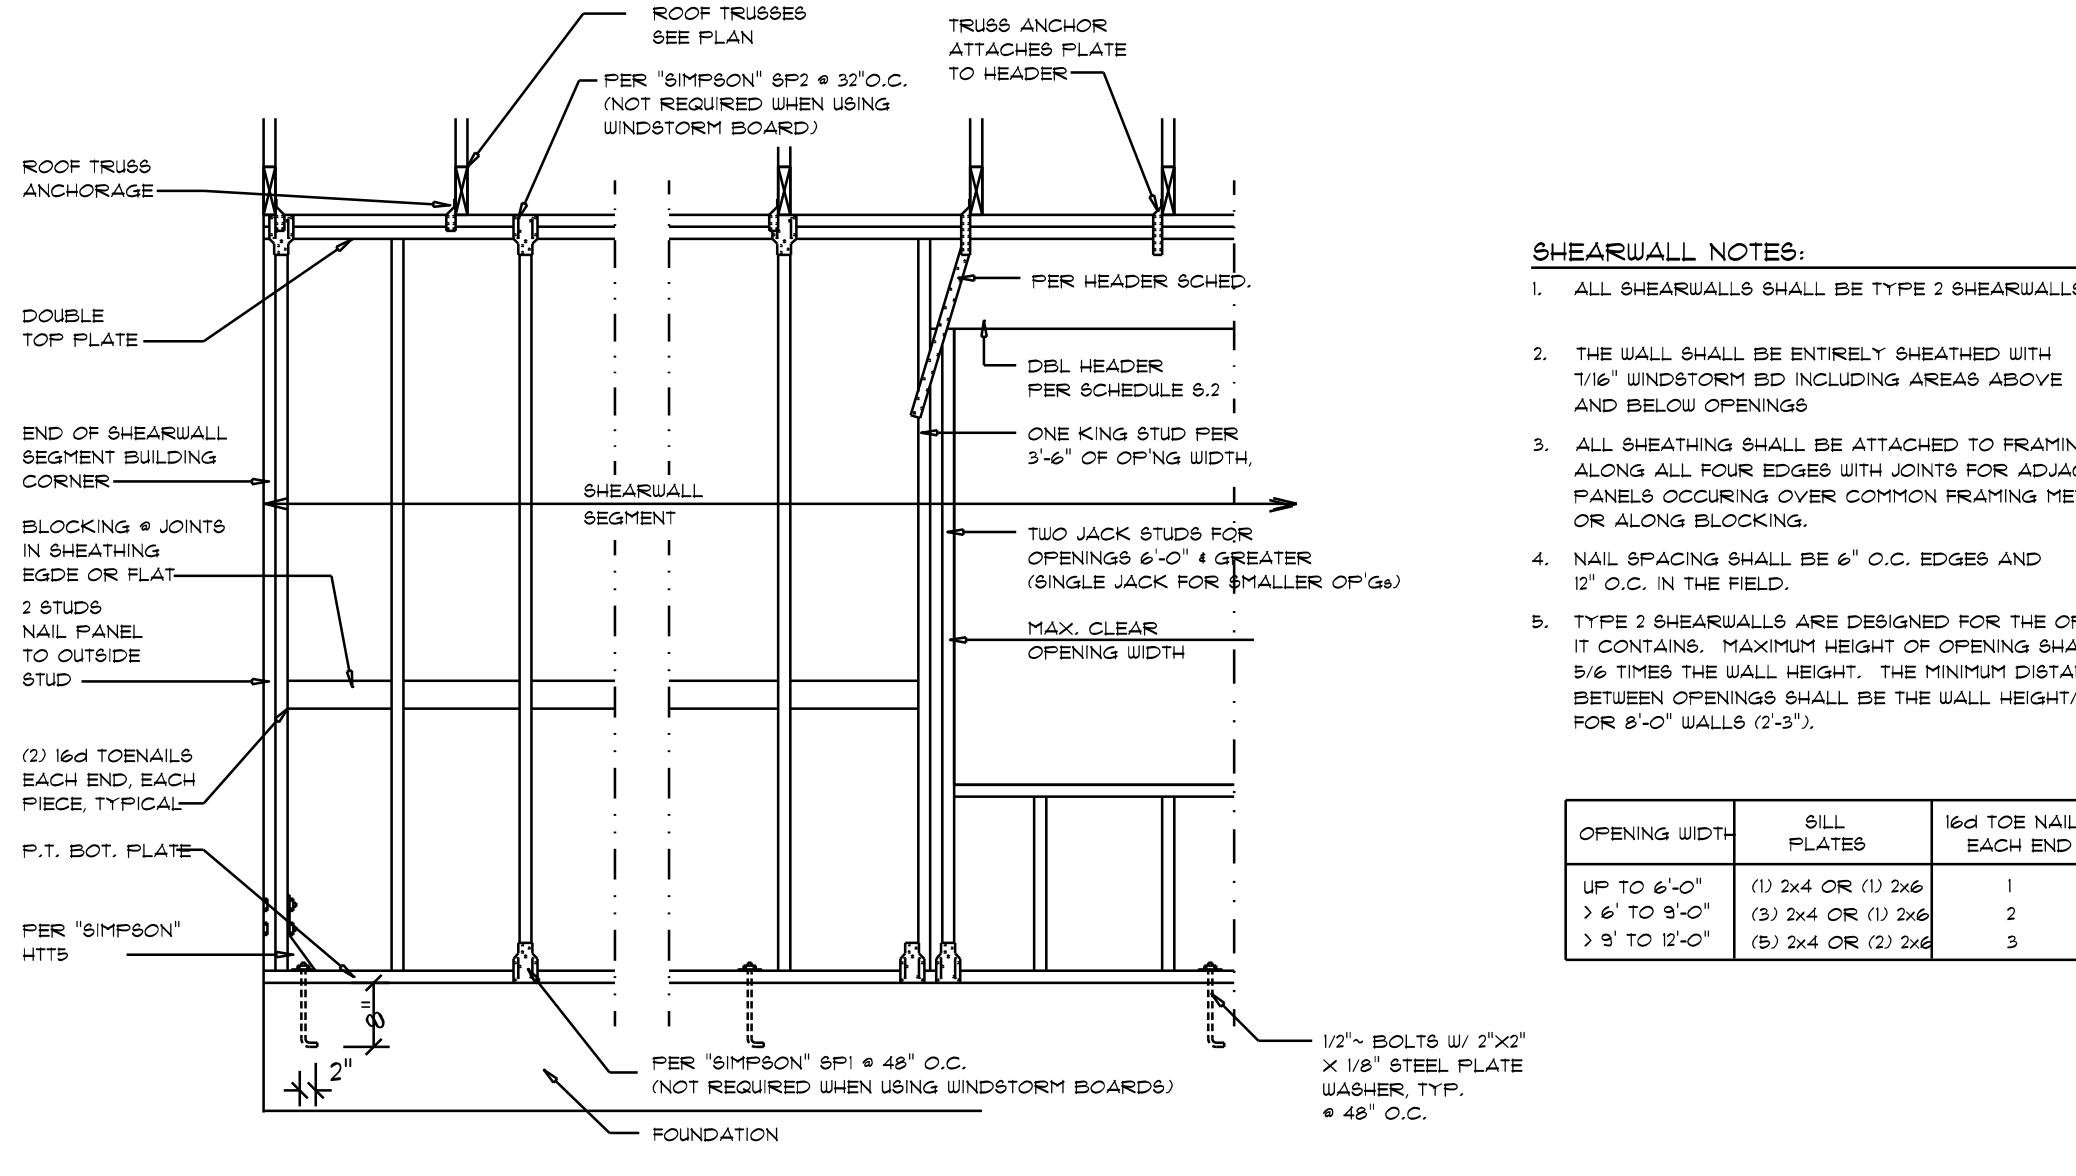 ROOF TRUSSES
SEE PLAN
TRUSS ANCHOR
ATTACHES PLATE
TO HEADER
PER "SIMPSON" SP2 @ 32"O.C.
(NOT REQUIRED WHEN USING
WINDSTORM BOARD)
ROOF TRUSS
ANCHORAGE
DOUBLE
TOP PLATE
END OF SHEARWALL
SEGMENT BUILDING
CORNER
BLOCKING @ JOINTS
IN SHEATHING
EGDE OR FLAT
2 STUDS
NAIL PANEL
TO OUTSIDE
STUD
(2) 16d TOENAILS
EACH END, EACH
PIECE, TYPICAL
P.T. BOT. PLATE
PER "SIMPSON"
HTT5
SHEARWALL
SEGMENT
PER HEADER SCHED.
DBL HEADER
PER SCHEDULE S.2
ONE KING STUD PER
3'-6" OF OP'NG WIDTH,
TWO JACK STUDS FOR
OPENINGS 6'-0" & GREATER
(SINGLE JACK FOR SMALLER OP'Gs)
MAX. CLEAR
OPENING WIDTH
8"
2"
PER "SIMPSON" SP1 @ 48" O.C.
(NOT REQUIRED WHEN USING WINDSTORM BOARDS)
FOUNDATION
1/2"~ BOLTS W/ 2"X2"
X 1/8" STEEL PLATE
WASHER, TYP.
@ 48" O.C.
SHEARWALL NOTES:
1. ALL SHEARWALLS SHALL BE TYPE 2 SHEARWALLS
2. THE WALL SHALL BE ENTIRELY SHEATHED WITH
7/16" WINDSTORM BD INCLUDING AREAS ABOVE
AND BELOW OPENINGS
3. ALL SHEATHING SHALL BE ATTACHED TO FRAMIN
ALONG ALL FOUR EDGES WITH JOINTS FOR ADJAC
PANELS OCCURING OVER COMMON FRAMING ME
OR ALONG BLOCKING.
4. NAIL SPACING SHALL BE 6" O.C. EDGES AND
12" O.C. IN THE FIELD.
5. TYPE 2 SHEARWALLS ARE DESIGNED FOR THE OP
IT CONTAINS. MAXIMUM HEIGHT OF OPENING SHA
5/6 TIMES THE WALL HEIGHT. THE MINIMUM DISTA
BETWEEN OPENINGS SHALL BE THE WALL HEIGHT/
FOR 8'-0" WALLS (2'-3").
OPENING WIDTH SILL PLATES 16d TOE NAIL EACH END
UP TO 6'-0" (1) 2x4 OR (1) 2x6 1
> 6' TO 9'-0" (3) 2x4 OR (1) 2x6 2
> 9' TO 12'-0" (5) 2x4 OR (2) 2x6 3